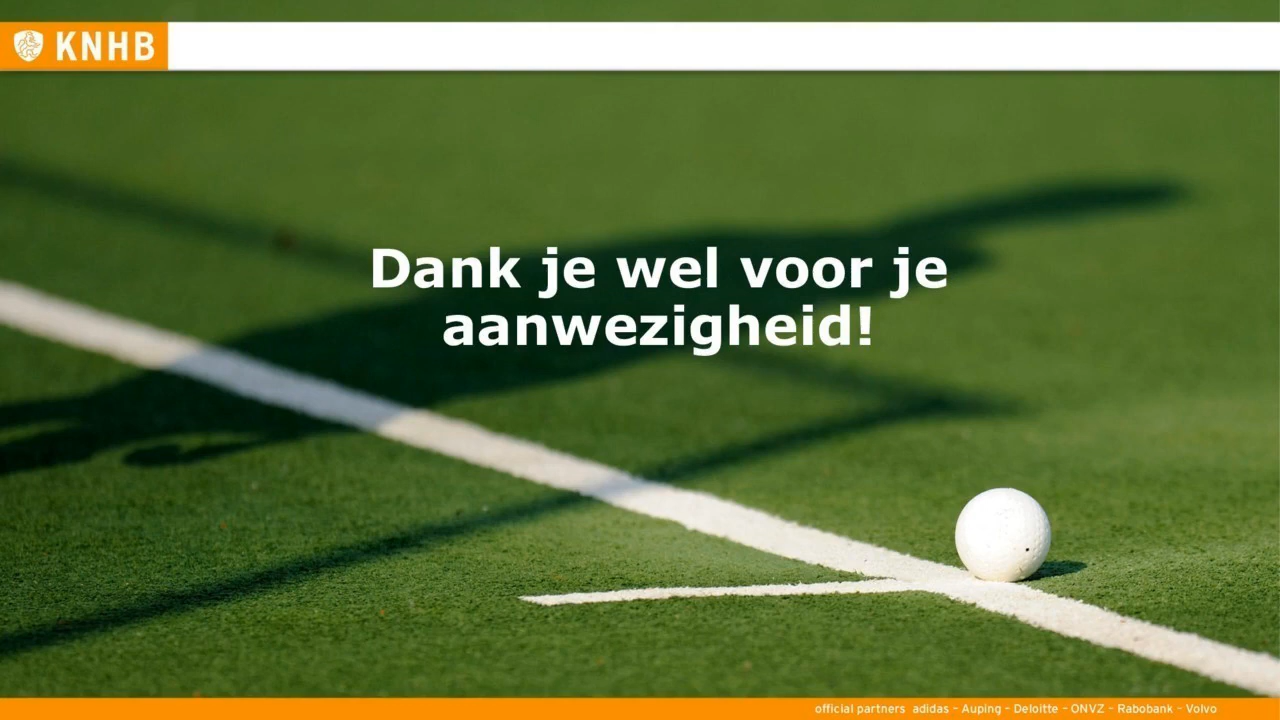 KNHB
Dank je wel voor je
aanwezigheid!
official partners adidas – Auping – Deloitte – ONVZ – Rabobank - Volvo